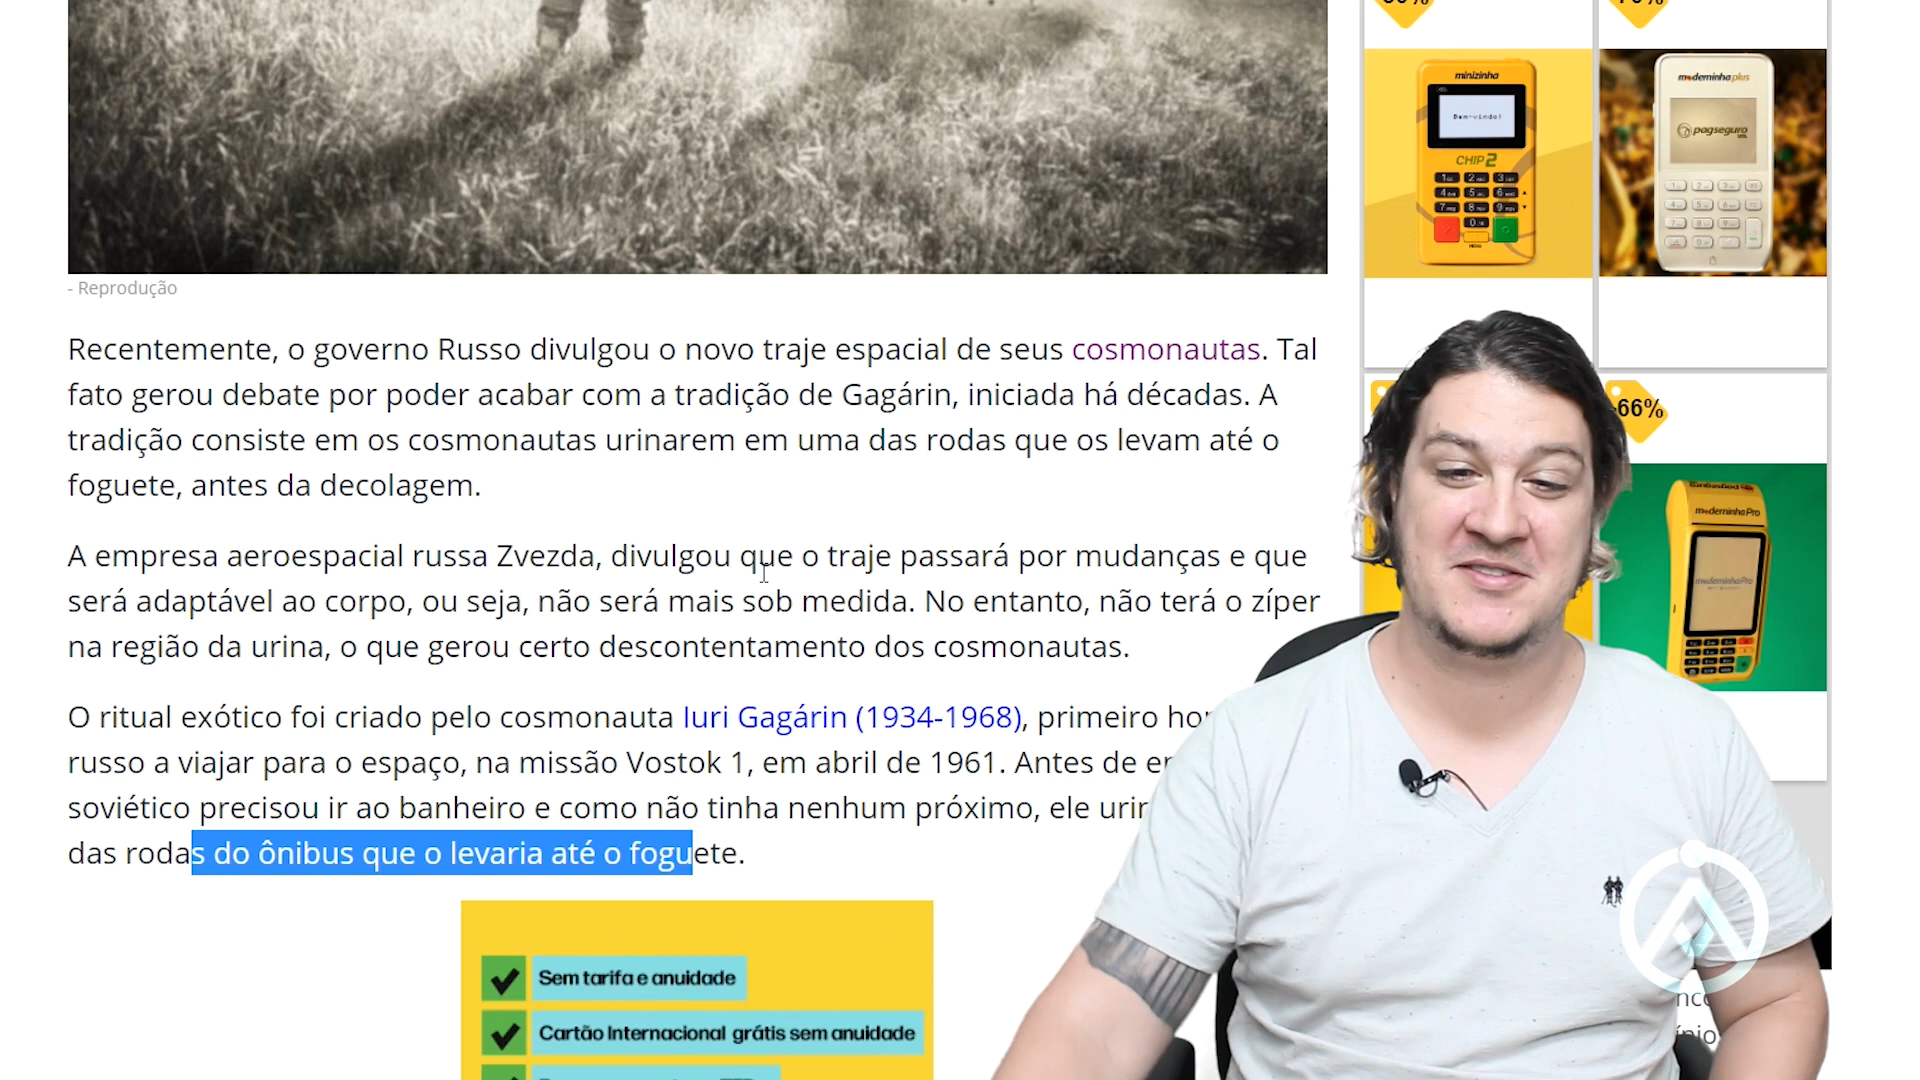 minizinha
Bem-vindo!
CHIP 2
moderninha plus
pagseguro
- Reprodução
Recentemente, o governo Russo divulgou o novo traje espacial de seus cosmonautas. Tal
fato gerou debate por poder acabar com a tradição de Gagárin, iniciada há décadas. A
tradição consiste em os cosmonautas urinarem em uma das rodas que os levam até o
foguete, antes da decolagem.
-66%
moderninha Pro
moderninha Pro
A empresa aeroespacial russa Zvezda, divulgou que o traje passará por mudanças e que
será adaptável ao corpo, ou seja, não será mais sob medida. No entanto, não terá o zíper
na região da urina, o que gerou certo descontentamento dos cosmonautas.
O ritual exótico foi criado pelo cosmonauta Iuri Gagárin (1934-1968), primeiro
russo a viajar para o espaço, na missão Vostok 1, em abril de 1961. Antes de
soviético precisou ir ao banheiro e como não tinha nenhum próximo, ele
das rodas do ônibus que o levaria até o foguete.
Sem tarifa e anuidade
Cartão Internacional grátis sem anuidade